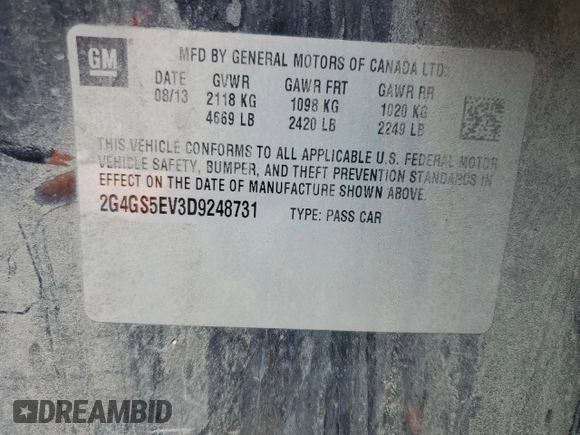 GM
MFD BY GENERAL MOTORS OF CANADA LTD.
DATE GVWR GAWR FRT GAWR RR
08/13 2118 KG 1098 KG 1020 KG
4669 LB 2420 LB 2249 LB
THIS VEHICLE CONFORMS TO ALL APPLICABLE U.S. FEDERAL MOTOR
VEHICLE SAFETY, BUMPER, AND THEFT PREVENTION STANDARDS IN
EFFECT ON THE DATE OF MANUFACTURE SHOWN ABOVE.
2G4GS5EV3D9248731 TYPE: PASS CAR
DREAMBID